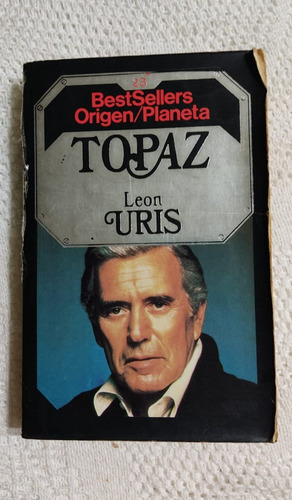 23
BestSellers
Origen/Planeta
TOPAZ
Leon
URIS